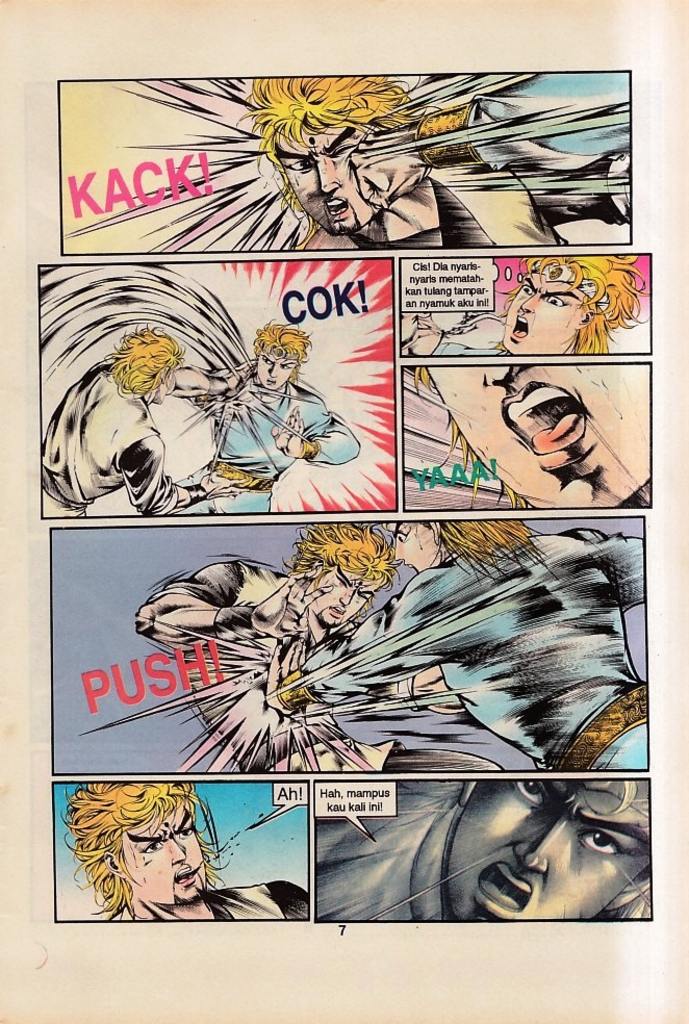 KACK!
COK!
Cis! Dia nyaris-
nyaris mematah-
kan tulang tampar-
an nyamuk aku ini!
YAAA!
PUSH!
Ah!
Hah, mampus
kau kali ini!
7